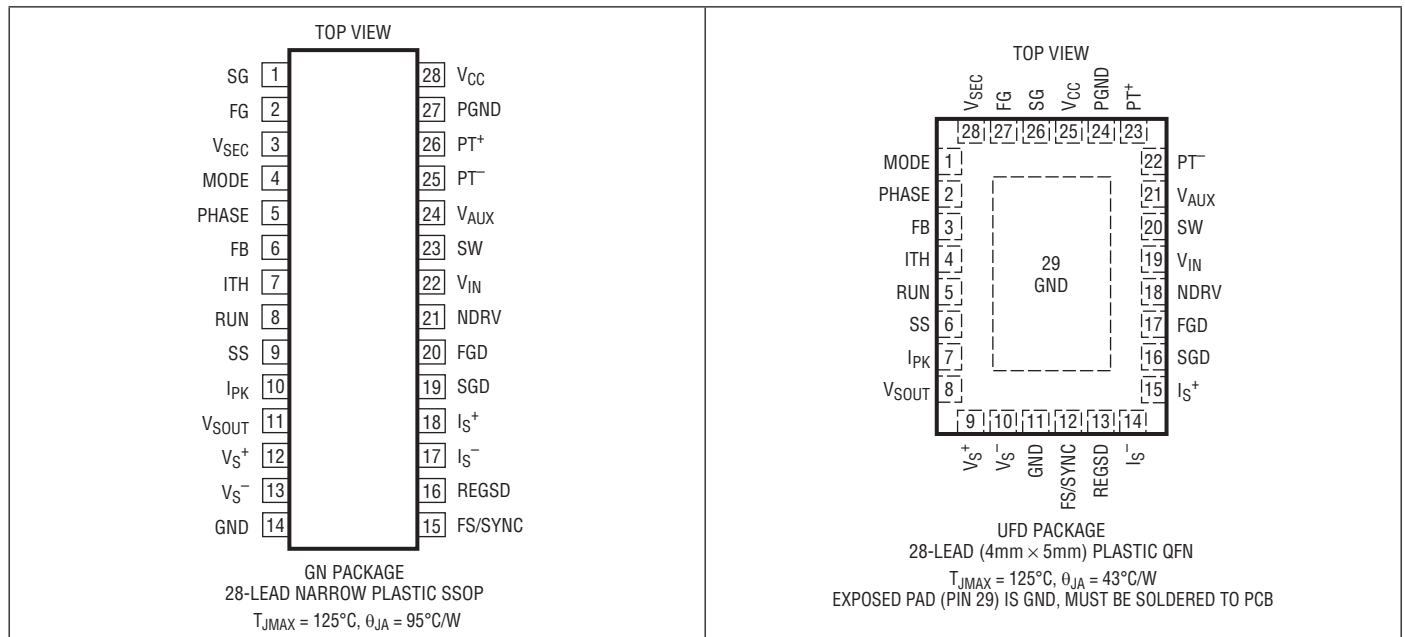 TOP VIEW
SG 1
FG 2
VSEC 3
MODE 4
PHASE 5
FB 6
ITH 7
RUN 8
SS 9
IPK 10
VSOUT 11
VS+ 12
VS– 13
GND 14
28 VCC
27 PGND
26 PT+
25 PT–
24 VAUX
23 SW
22 VIN
21 NDRV
20 FGD
19 SGD
18 IS+
17 IS–
16 REGSD
15 FS/SYNC
GN PACKAGE
28-LEAD NARROW PLASTIC SSOP
TJMAX = 125°C, θJA = 95°C/W
TOP VIEW
VSEC FG SG VCC PGND PT+
28 27 26 25 24 23
MODE 1
PHASE 2
FB 3
ITH 4
RUN 5
SS 6
IPK 7
VSOUT 8
29
GND
22 PT–
21 VAUX
20 SW
19 VIN
18 NDRV
17 FGD
16 SGD
15 IS+
9 10 11 12 13 14
VS+ VS– GND FS/SYNC REGSD IS–
UFD PACKAGE
28-LEAD (4mm × 5mm) PLASTIC QFN
TJMAX = 125°C, θJA = 43°C/W
EXPOSED PAD (PIN 29) IS GND, MUST BE SOLDERED TO PCB